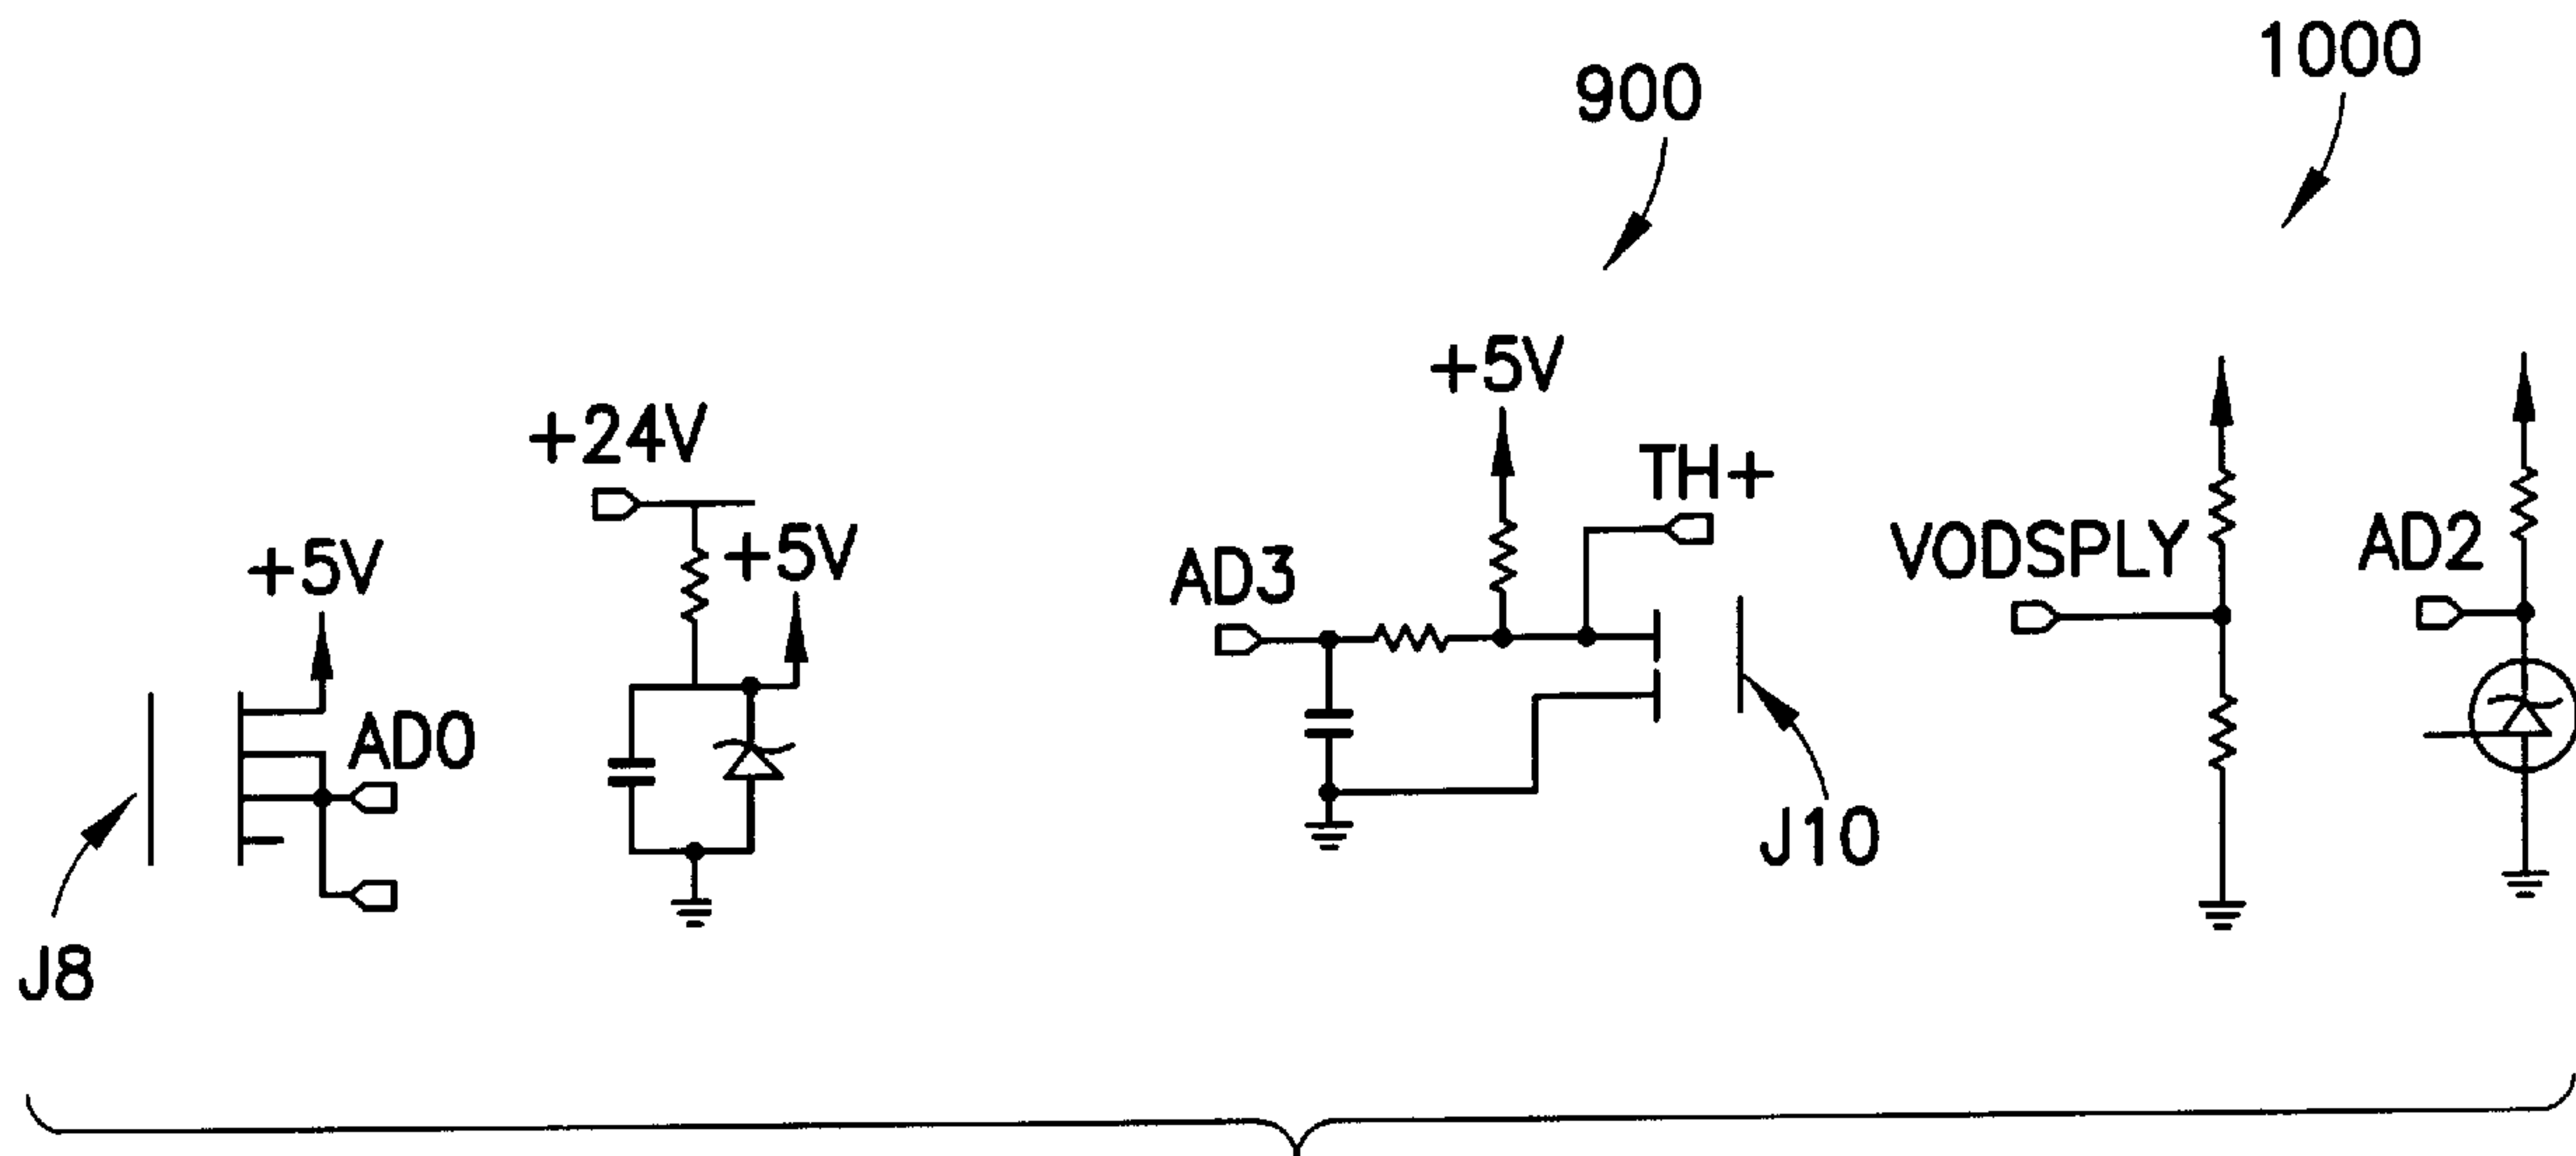 1000
900
+5V
+24V
TH+
+5V
VODSPLY
AD2
+5V
AD3
AD0
J10
J8